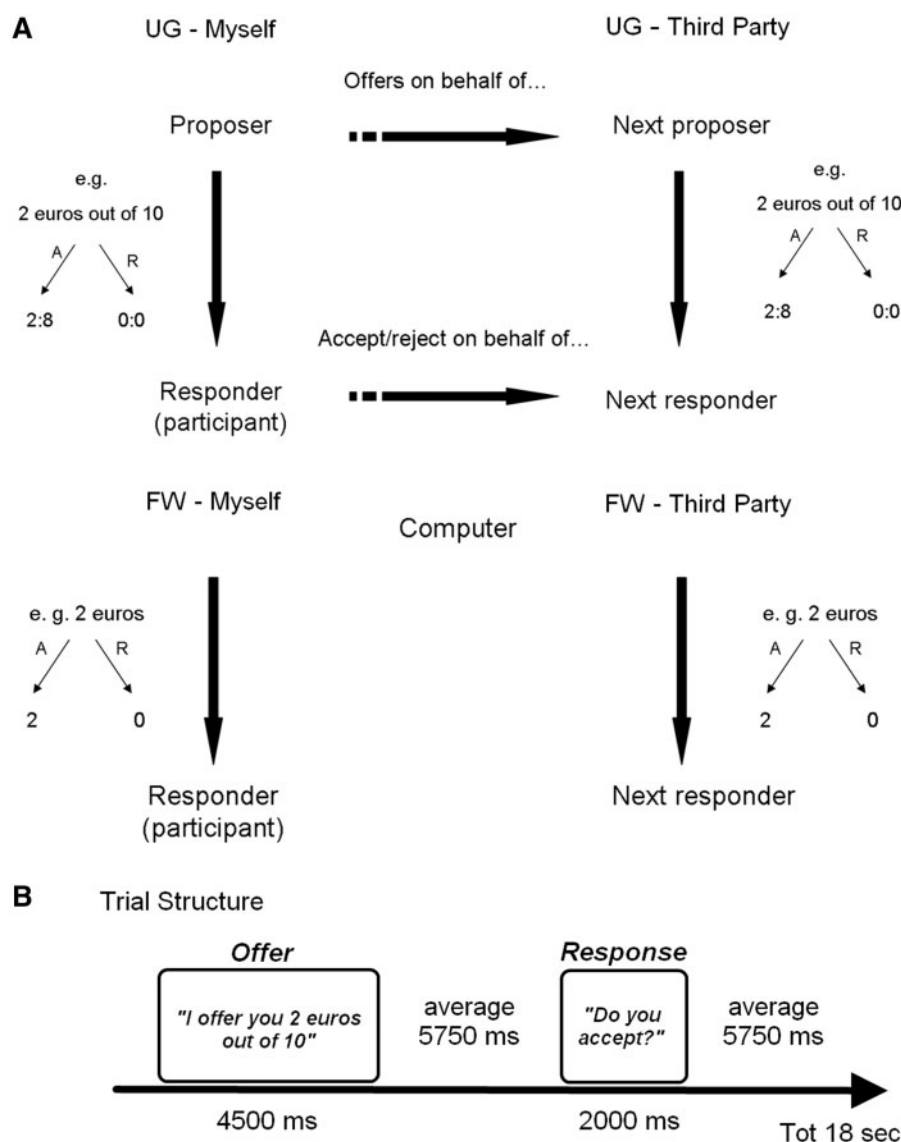 A
UG - Myself
UG - Third Party
Offers on behalf of...
Proposer
Next proposer
e.g.
2 euros out of 10
A
R
2:8
0:0
e.g.
2 euros out of 10
A
R
2:8
0:0
Accept/reject on behalf of...
Responder
(participant)
Next responder
FW - Myself
FW - Third Party
Computer
e. g. 2 euros
A
R
2
0
e. g. 2 euros
A
R
2
0
Responder
(participant)
Next responder
B
Trial Structure
Offer
Response
"I offer you 2 euros
out of 10"
average
5750 ms
"Do you
accept?"
average
5750 ms
4500 ms
2000 ms
Tot 18 sec